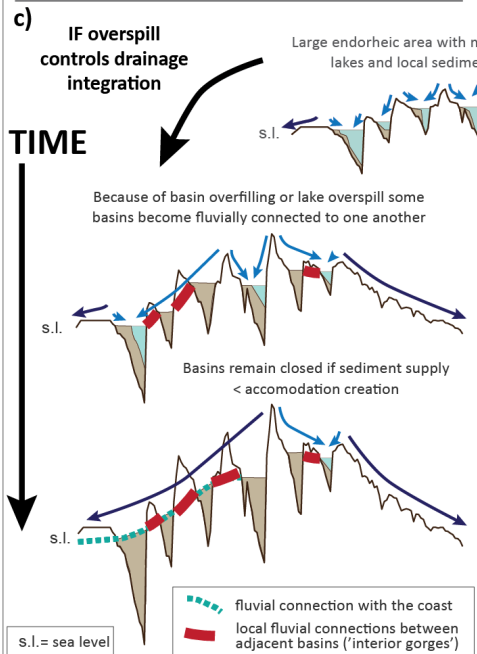 c)
IF overspill
controls drainage
integration
Large endorheic area with
lakes and local
s.l.
TIME
Because of basin overfilling or lake overspill some
basins become fluvially connected to one another
s.l.
Basins remain closed if sediment supply
< accomodation creation
s.l.
fluvial connection with the coast
local fluvial connections between
adjacent basins ('interior gorges')
s.l.= sea level